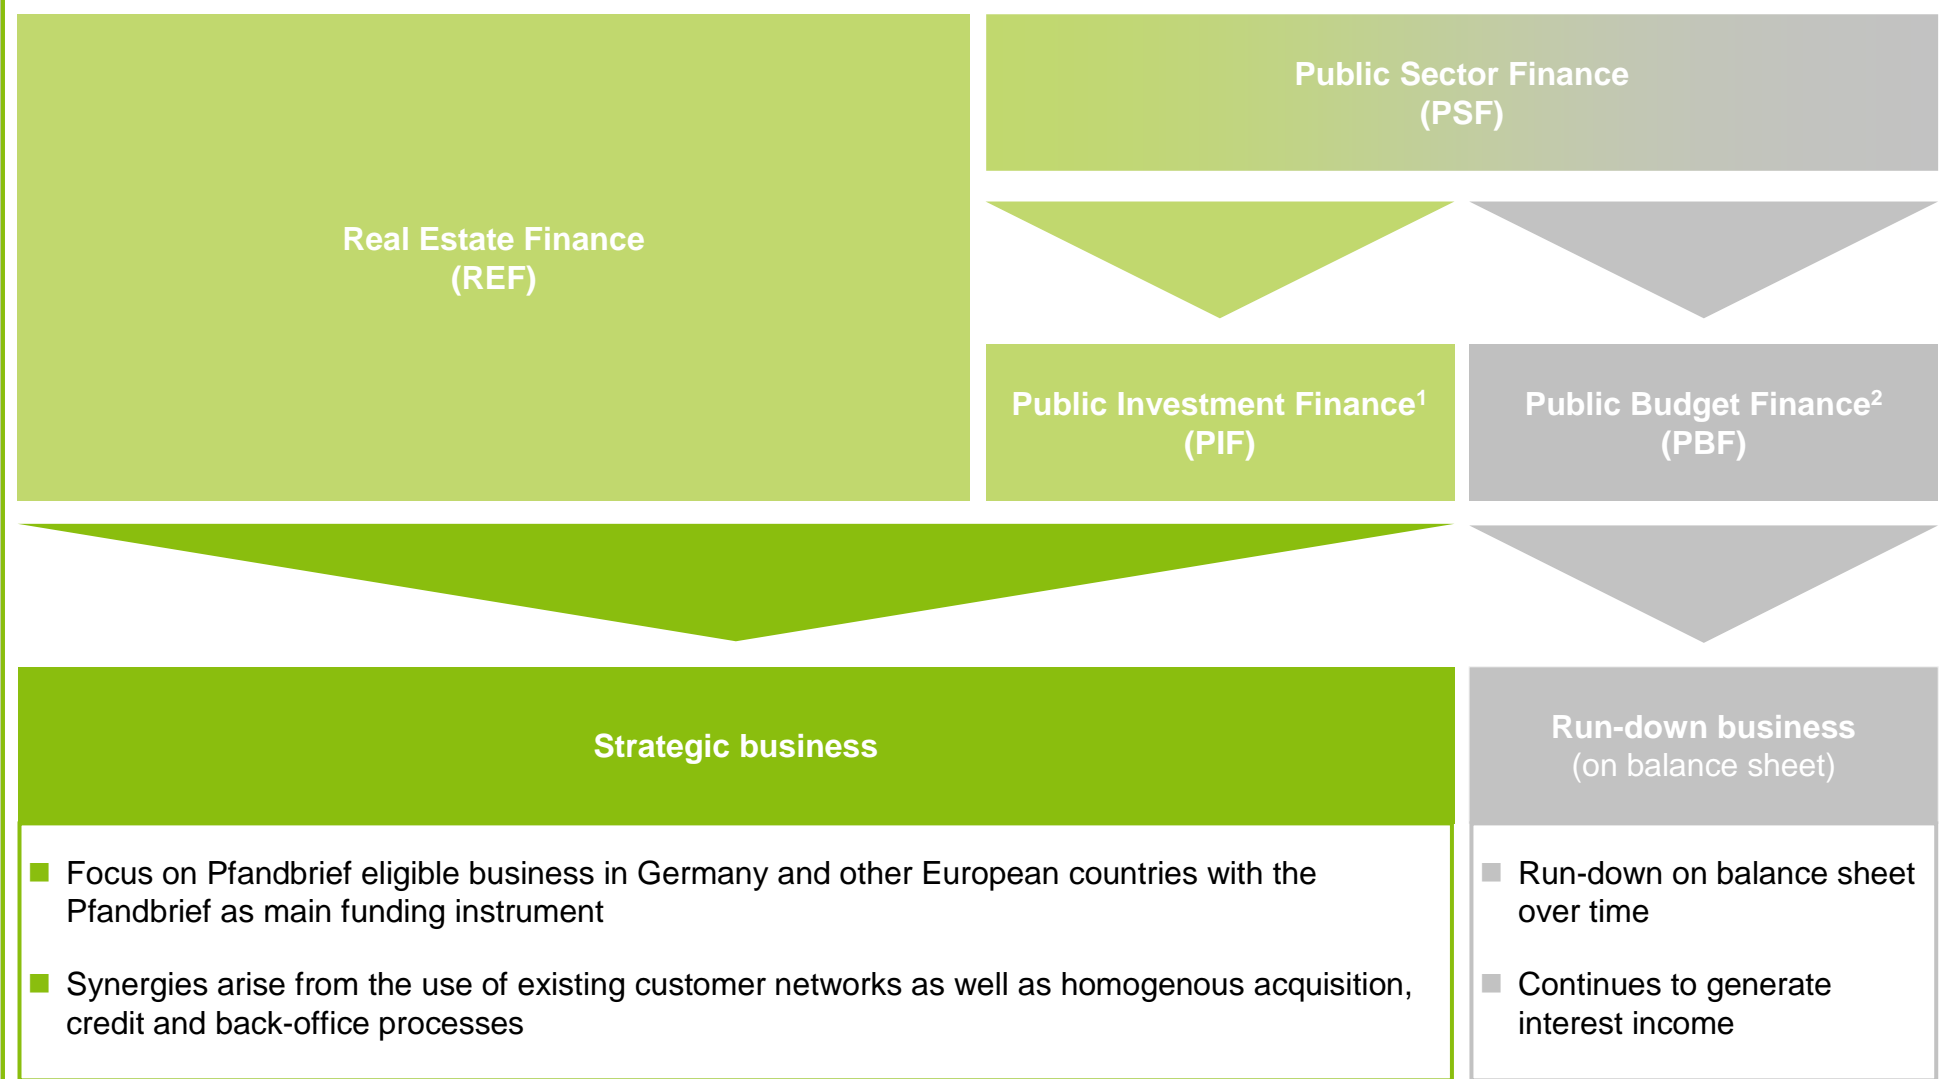 Public Sector Finance
(PSF)
Real Estate Finance
(REF)
Public Investment Finance¹
(PIF)
Public Budget Finance²
(PBF)
Strategic business
Run-down business
(on balance sheet)
Focus on Pfandbrief eligible business in Germany and other European countries with the
Pfandbrief as main funding instrument
Synergies arise from the use of existing customer networks as well as homogenous acquisition,
credit and back-office processes
Run-down on balance sheet
over time
Continues to generate
interest income